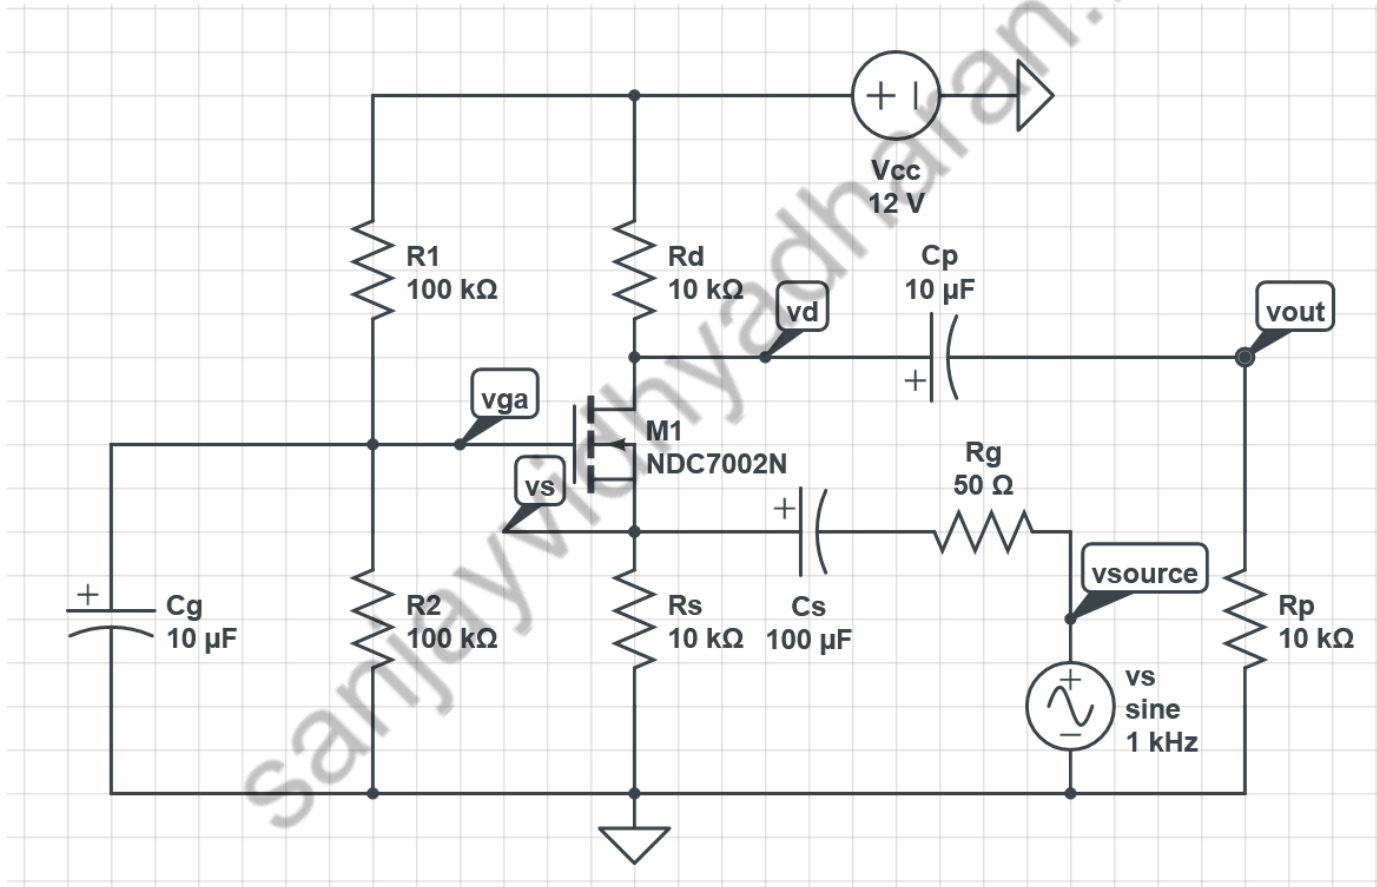 Vcc
12 V
R1
100 kΩ
Rd
10 kΩ
Cp
10 µF
vd
vout
vga
M1
NDC7002N
vs
Rg
50 Ω
vsource
Cg
10 µF
R2
100 kΩ
Rs
10 kΩ
Cs
100 µF
Rp
10 kΩ
vs
sine
1 kHz
sanjayvidhyadharan.